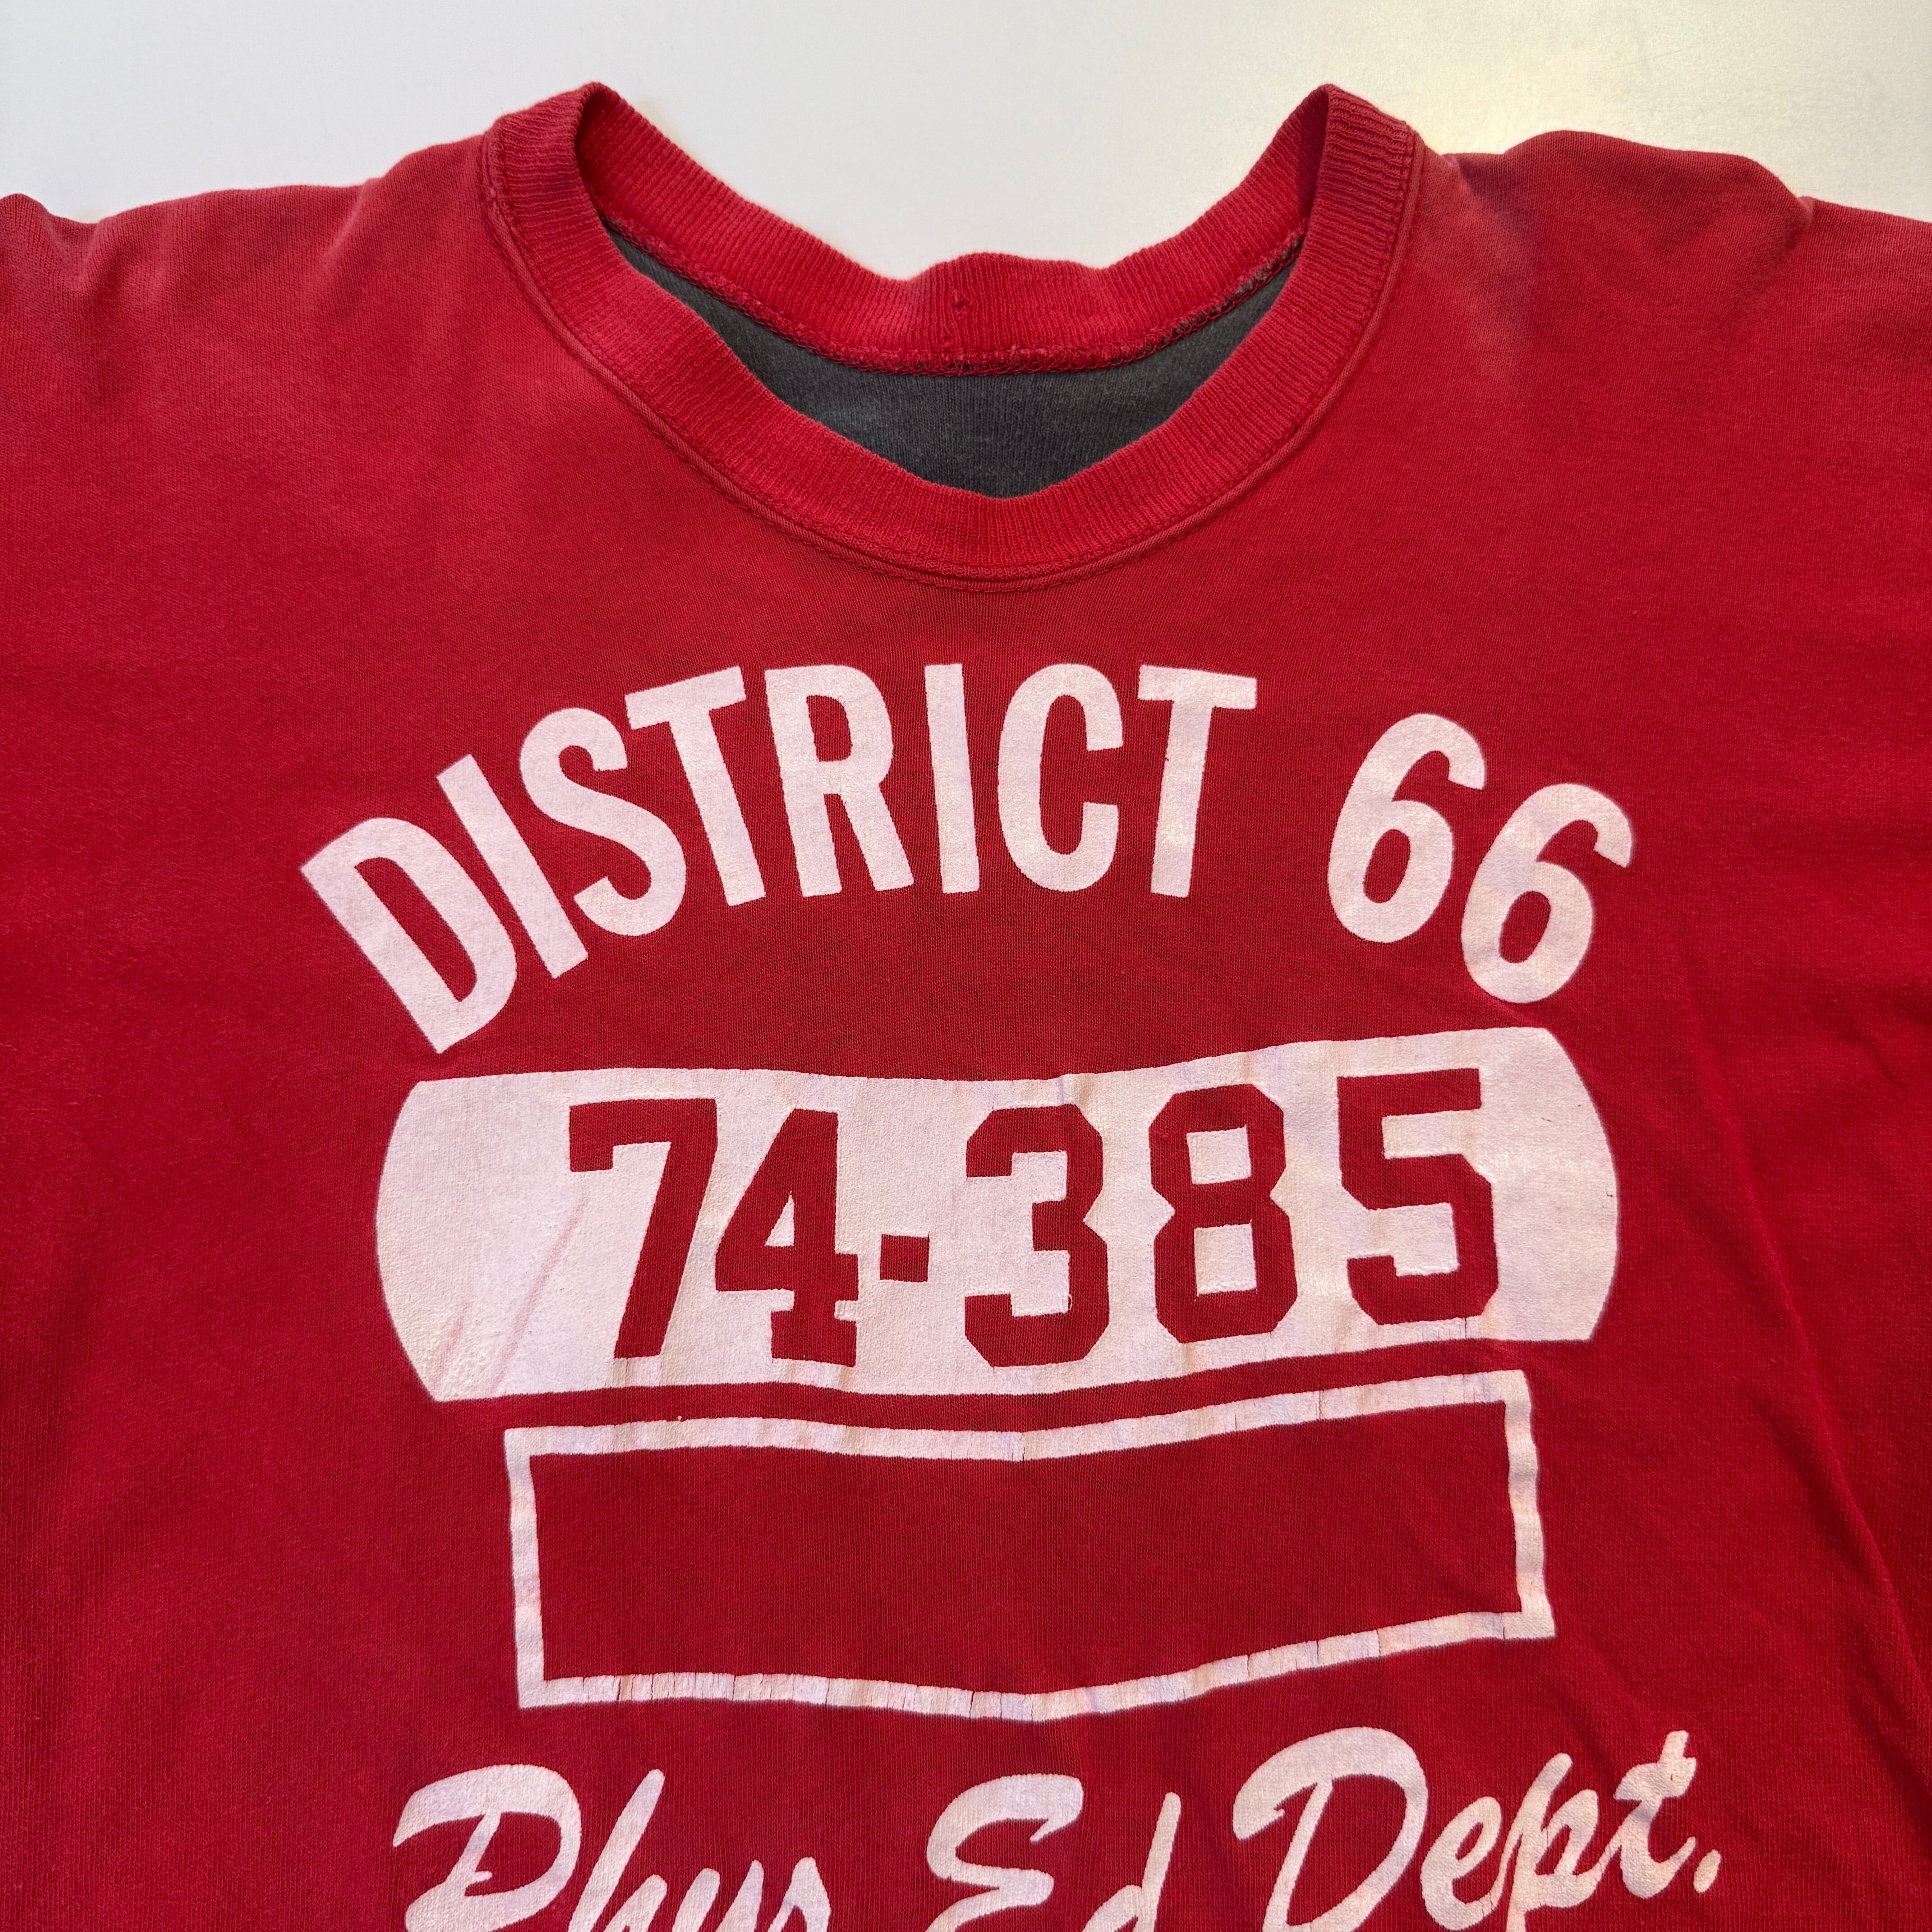 DISTRICT 66
74-385
Phys Ed Dept.